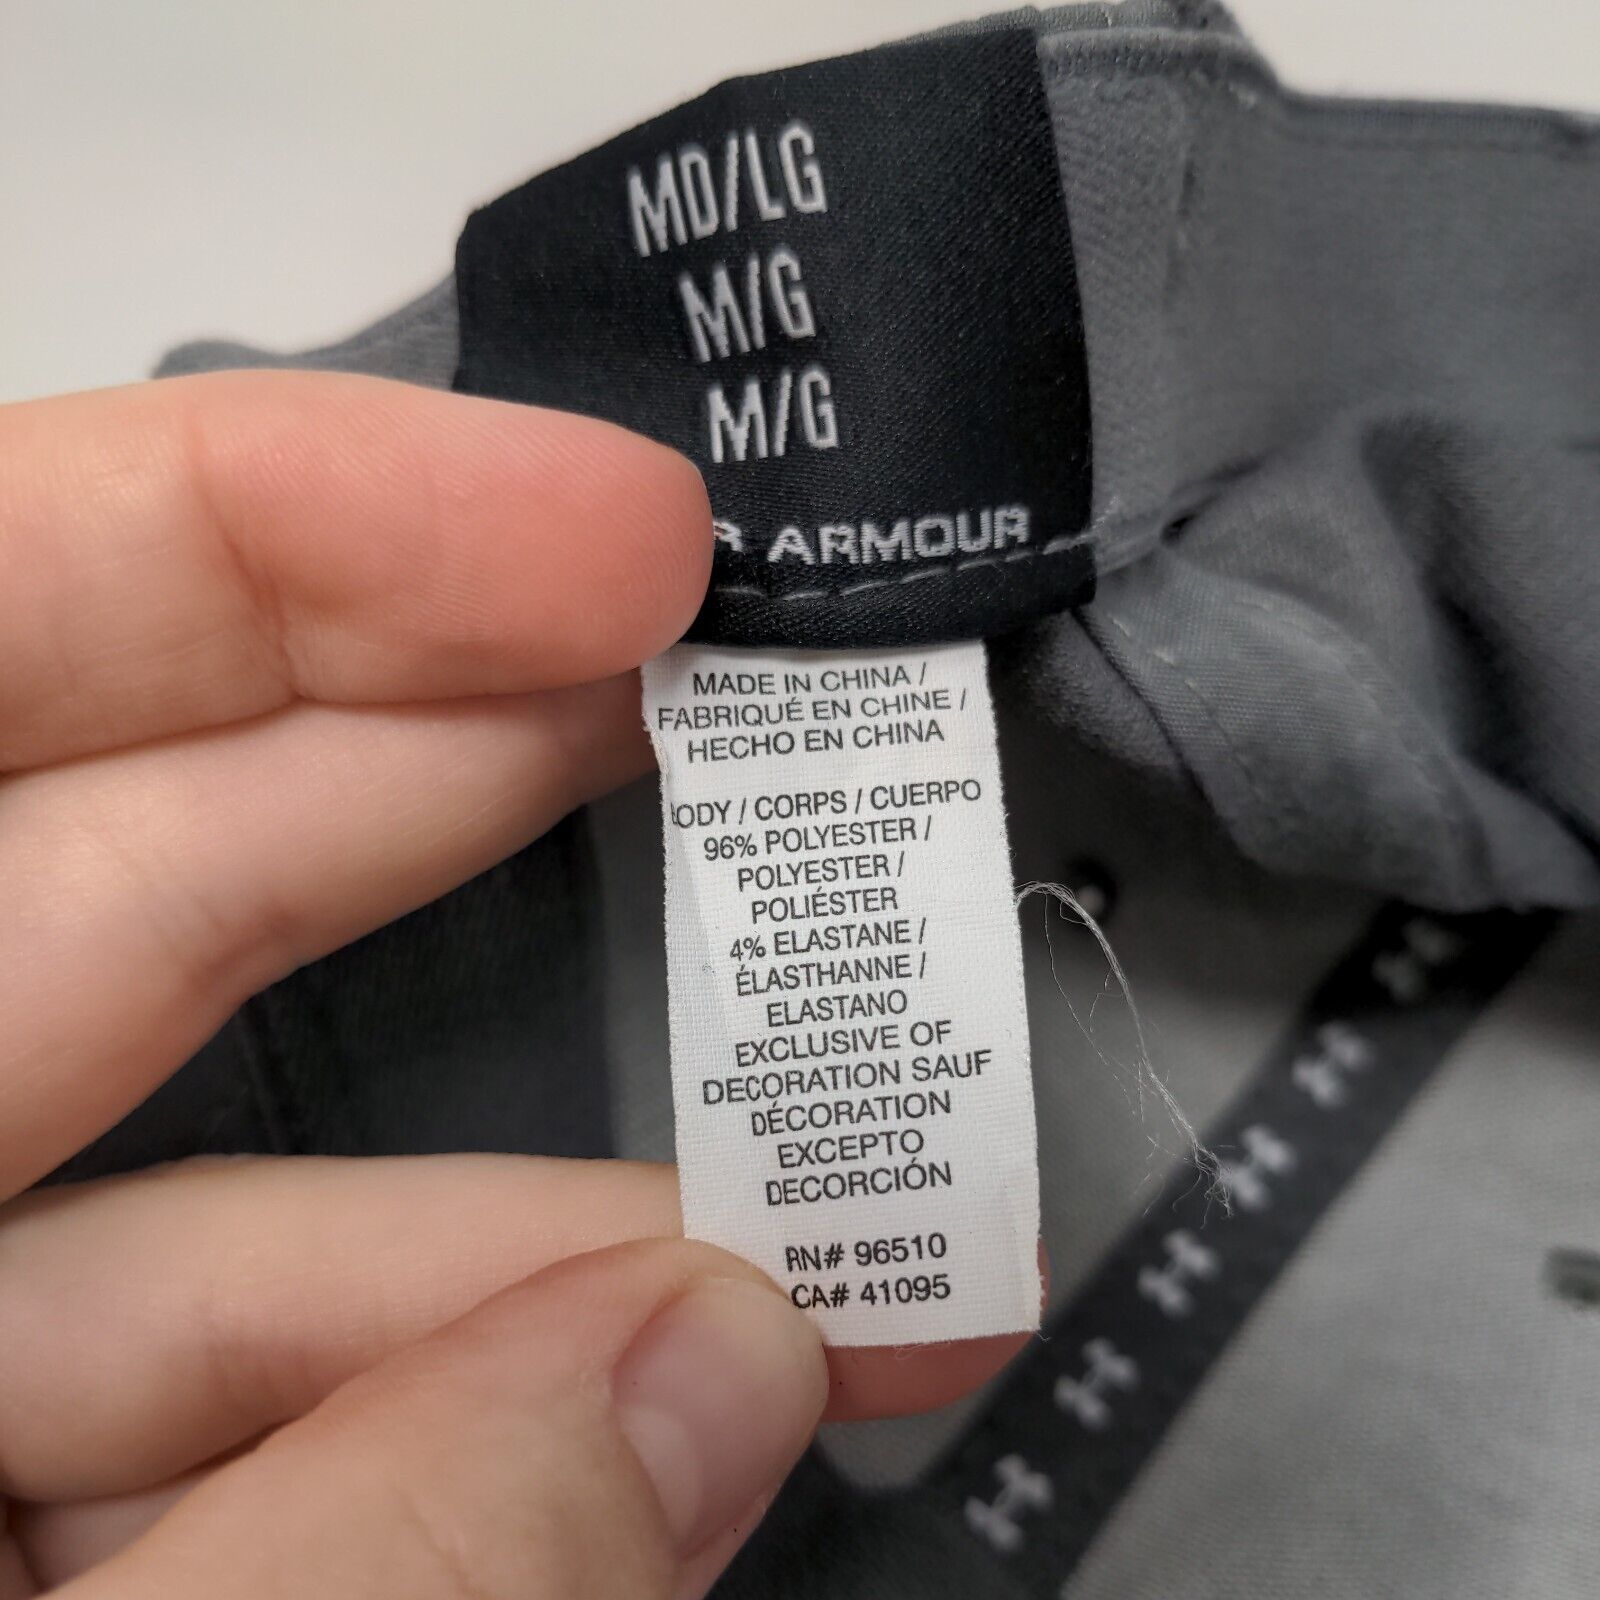 MD/LG
M/G
M/G
ARMOUR
MADE IN CHINA /
FABRIQUÉ EN CHINE /
HECHO EN CHINA
/ CORPS / CUERPO
96% POLYESTER /
POLYESTER /
POLIÉSTER
4% ELASTANE /
ÉLASTHANNE /
ELASTANO
EXCLUSIVE OF
DECORATION SAUF
DÉCORATION
EXCEPTO
DECORCIÓN
RN# 96510
CA# 41095